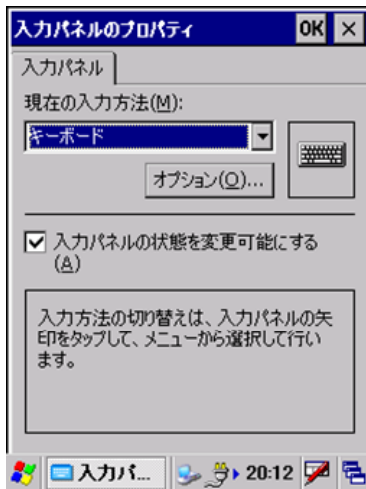 入力パネルのプロパティ OK ×
入力パネル
現在の入力方法(M):
キーボード
オプション(O)...
入力パネルの状態を変更可能にする
(A)
入力方法の切り替えは、入力パネルの矢
印をタップして、メニューから選択して行い
ます。
入力パ... 20:12